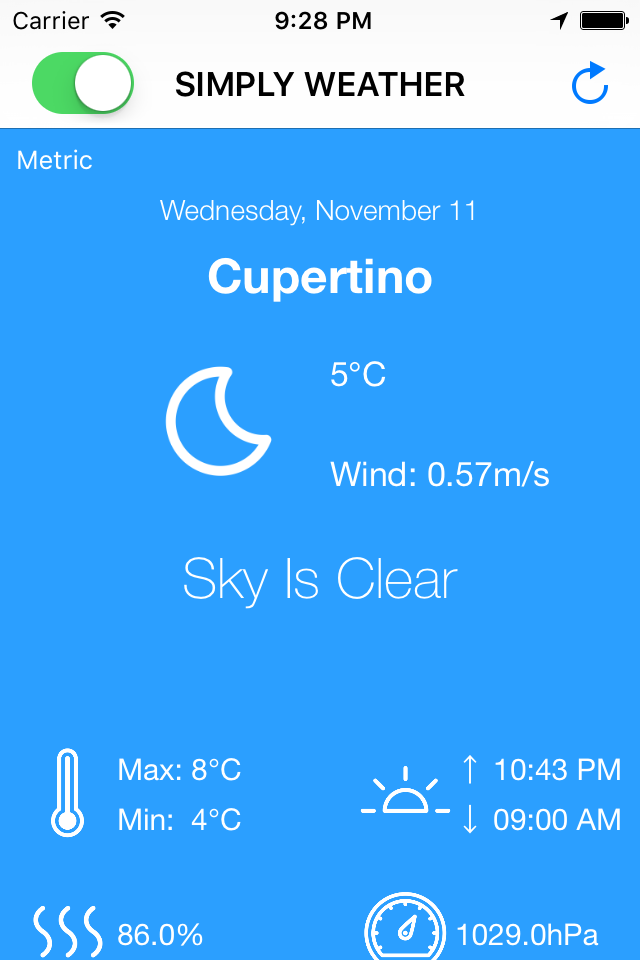 Carrier 9:28 PM
SIMPLY WEATHER
Metric
Wednesday, November 11
Cupertino
5°C
Wind: 0.57m/s
Sky Is Clear
Max: 8°C
Min: 4°C
↑ 10:43 PM
↓ 09:00 AM
86.0%
1029.0hPa